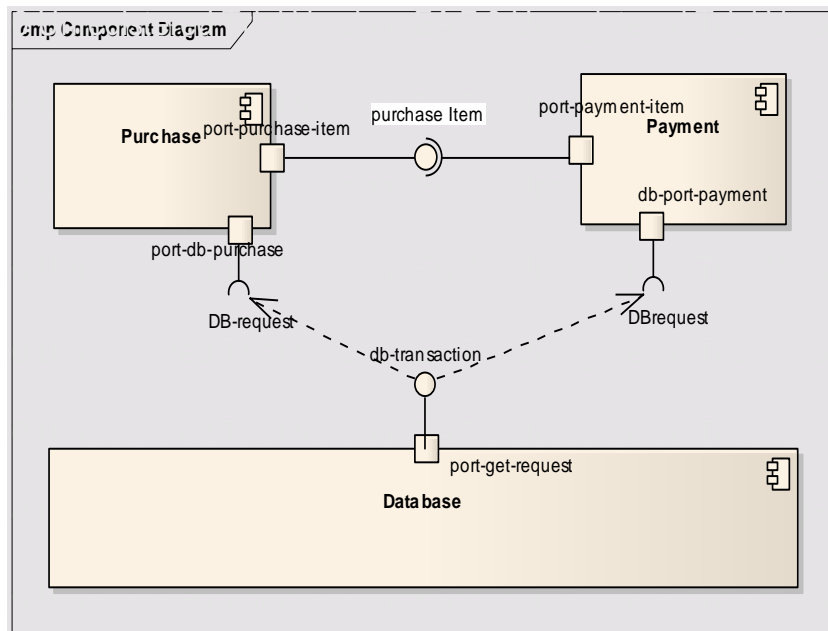 cmp Component Diagram
purchase Item
port-payment-item
Purchase
port-purchase-item
Payment
db-port-payment
port-db-purchase
DB-request
DBrequest
db-transaction
port-get-request
Database